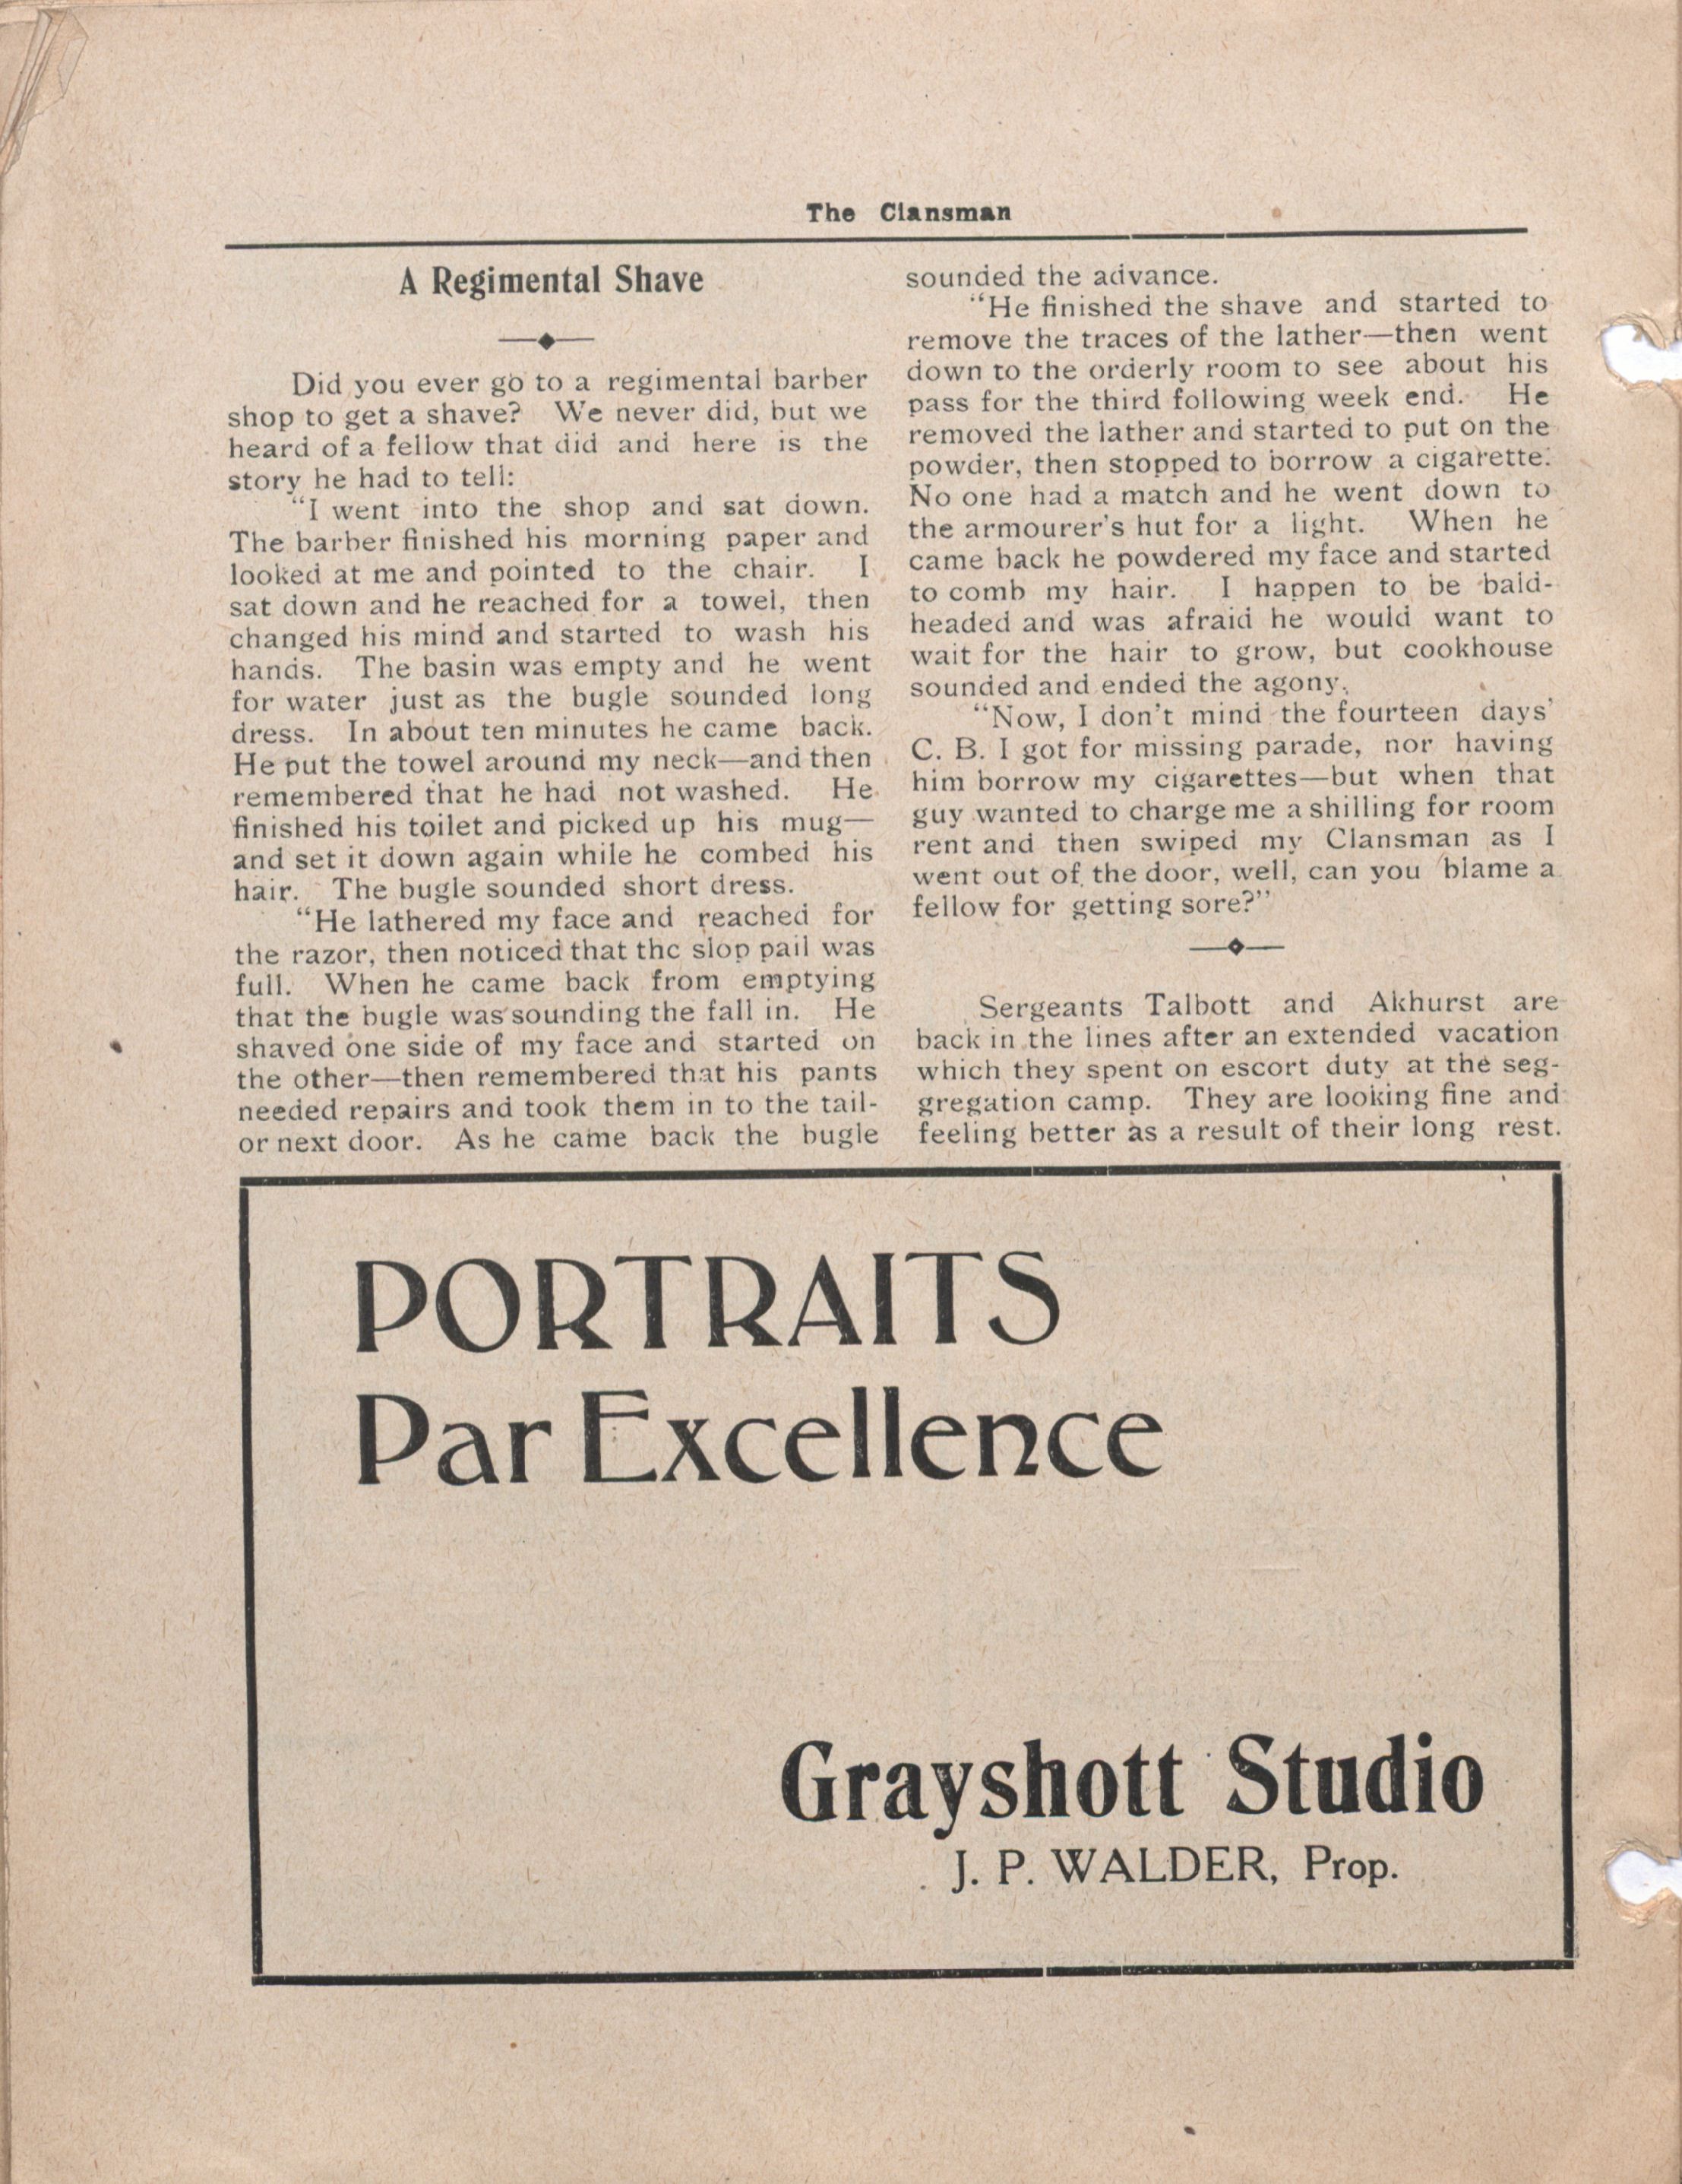 The Clansman
A Regimental Shave
Did you ever go to a regimental barber
shop to get a shave? We never did, but we
heard of a fellow that did and here is the
story he had to tell:
"I went into the shop and sat down.
The barber finished his morning paper and
looked at me and pointed to the chair. I
sat down and he reached for a towel, then
changed his mind and started to wash his
hands. The basin was empty and he went
for water just as the bugle sounded long
dress. In about ten minutes he came back.
He put the towel around my neck—and then
remembered that he had not washed. He
finished his toilet and picked up his mug—
and set it down again while he combed his
hair. The bugle sounded short dress.
"He lathered my face and reached for
the razor, then noticed that thc slop pail was
full. When he came back from emptying
that the bugle was sounding the fall in. He
shaved one side of my face and started on
the other—then remembered that his pants
needed repairs and took them in to the tail-
or next door. As he came back the bugle
sounded the advance.
"He finished the shave and started to
remove the traces of the lather—then went
down to the orderly room to see about his
pass for the third following week end. He
removed the lather and started to put on the
powder, then stopped to borrow a cigarette.
No one had a match and he went down to
the armourer's hut for a light. When he
came back he powdered my face and started
to comb my hair. I happen to be bald-
headed and was afraid he would want to
wait for the hair to grow, but cookhouse
sounded and ended the agony.
"Now, I don't mind the fourteen days'
C. B. I got for missing parade, nor having
him borrow my cigarettes—but when that
guy wanted to charge me a shilling for room
rent and then swiped my Clansman as I
went out of the door, well, can you blame a
fellow for getting sore?"
Sergeants Talbott and Akhurst are
back in the lines after an extended vacation
which they spent on escort duty at the seg-
gregation camp. They are looking fine and
feeling better as a result of their long rest.
PORTRAITS
Par Excellence
Grayshott Studio
J. P. WALDER, Prop.